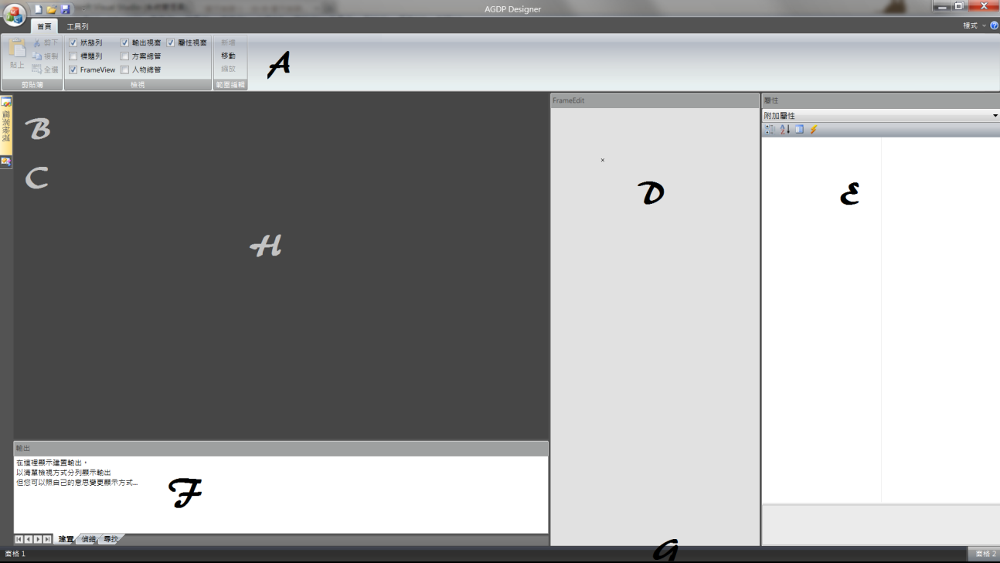 AGDP Designer
首頁 工具列
樣式
貼上
剪下
複製
全選
剪貼簿
狀態列
標題列
FrameView
輸出視窗
方案總管
人物總管
屬性視窗
檢視
新增
移動
縮放
範圍編輯
A
B
C
H
FrameEdit
D
屬性
附加屬性
E
輸出
在這裡顯示建置輸出。
以清單檢視方式分列顯示輸出
但您可以照自己的意思變更顯示方式...
F
建置 偵錯 尋找
G
窗格 1
窗格 2